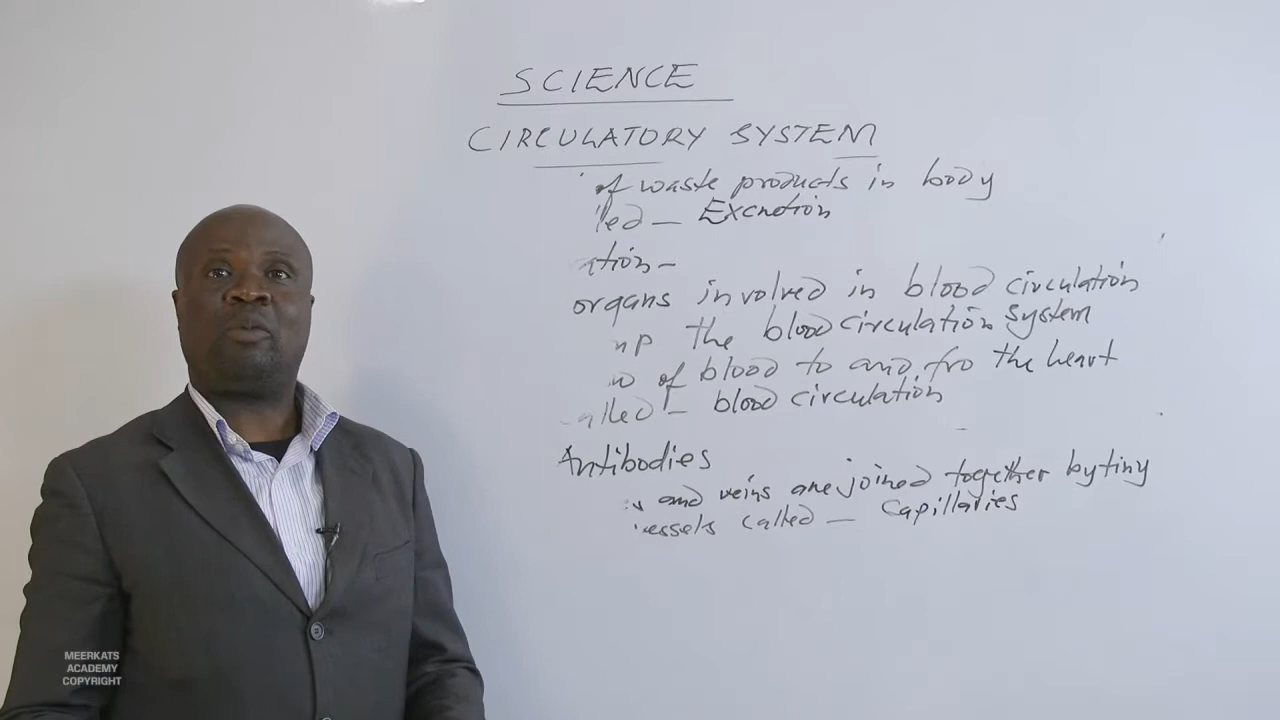 SCIENCE
CIRCULATORY SYSTEM
of waste products in body
led - Excretion
ation-
organs involved in blood circulation
up the blood circulation system
w of blood to and fro the heart
alled - blood circulation
Antibodies
s and veins are joined together by tiny
vessels called - Capillaries
MEERKATS
ACADEMY
COPYRIGHT